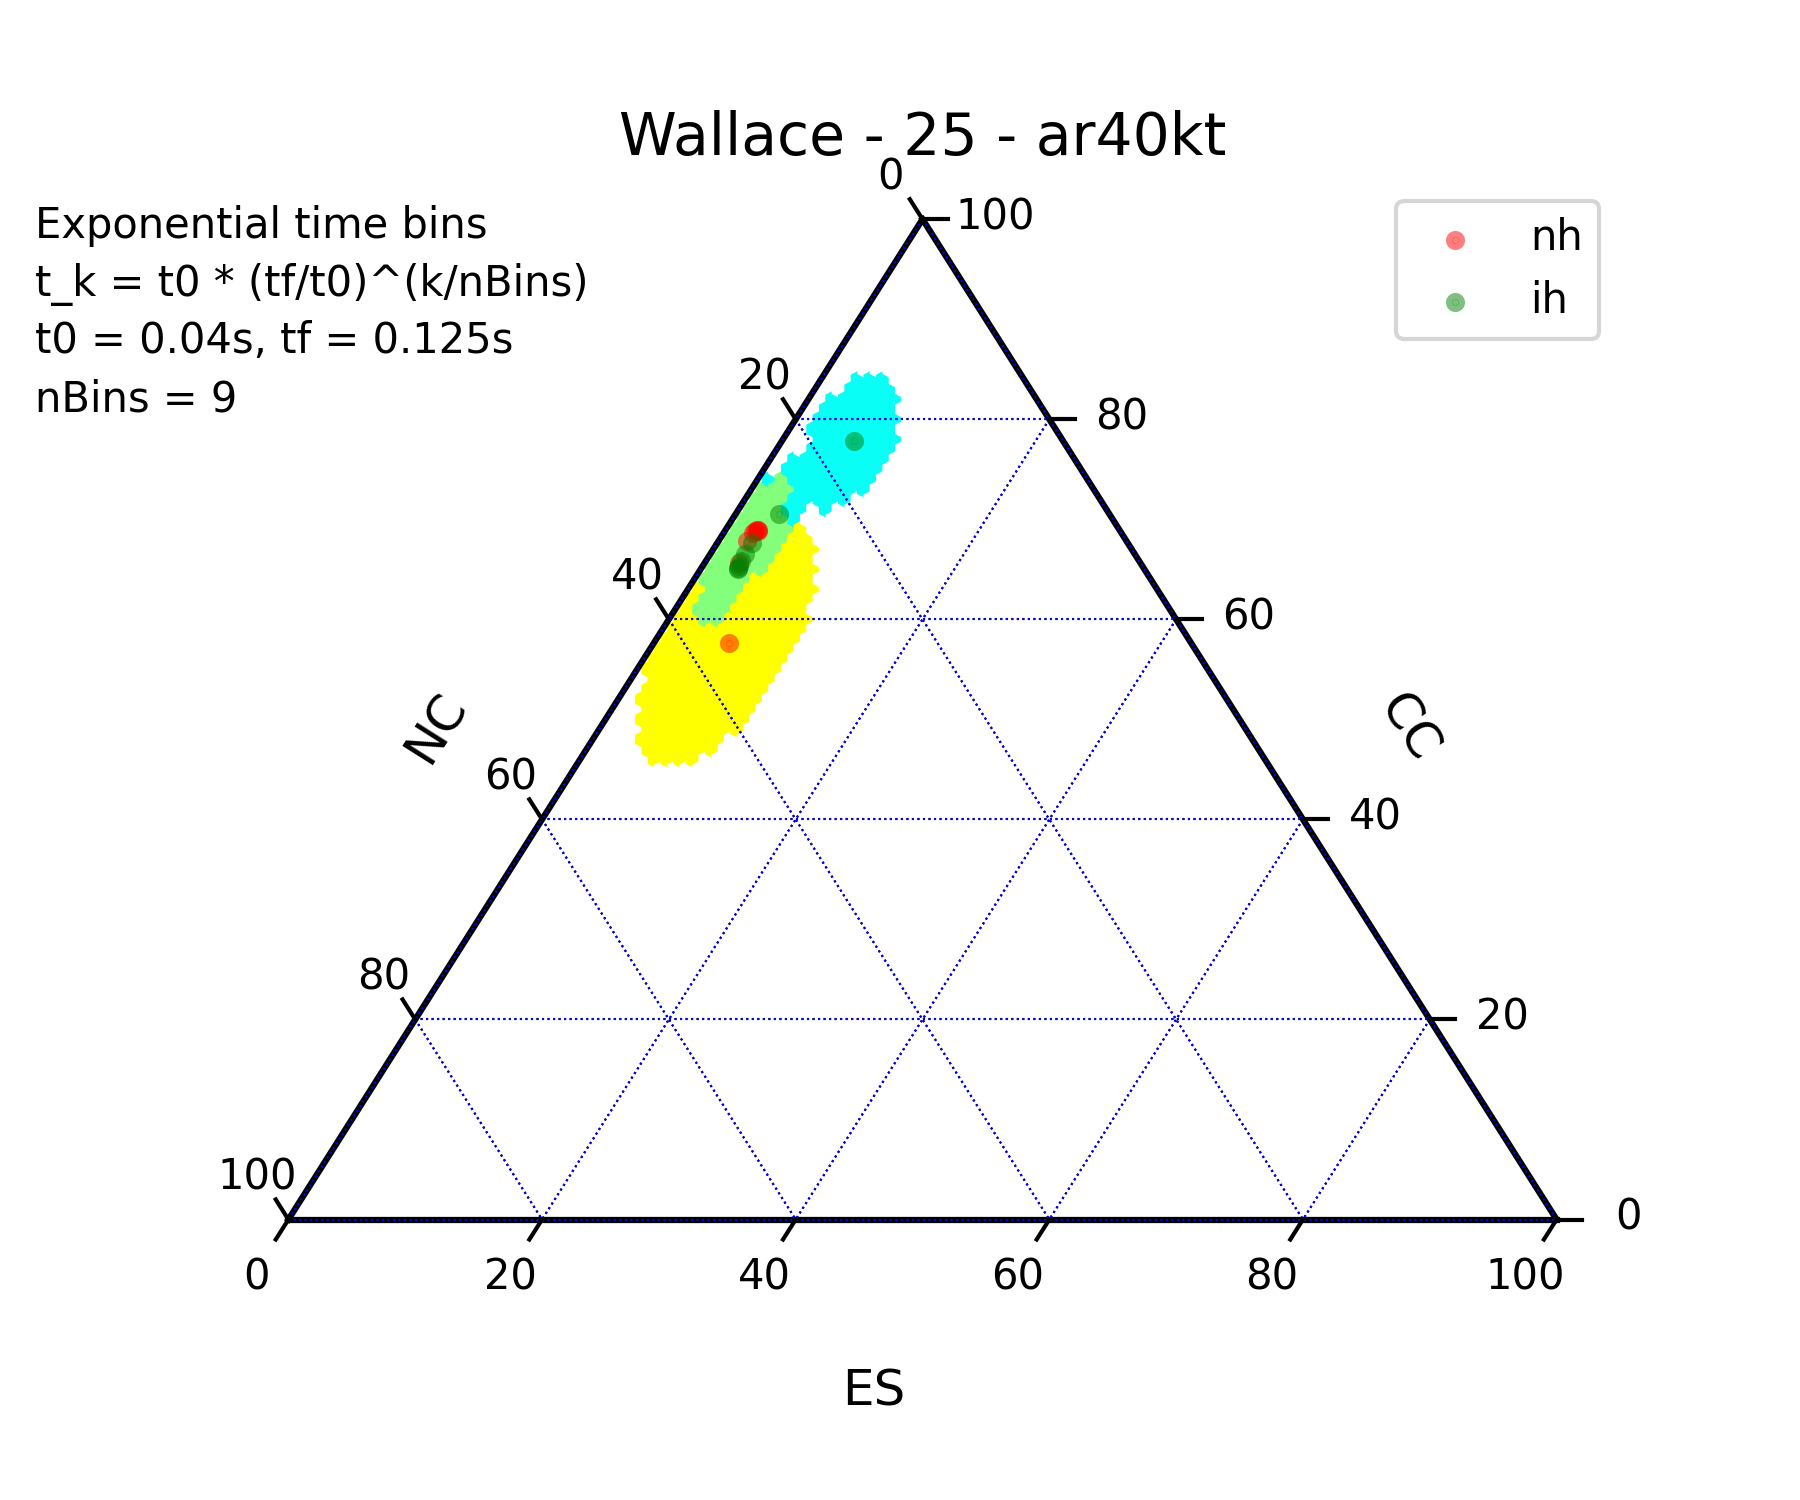 Wallace - 25 - ar40kt
Exponential time bins
t_k = t0 * (tf/t0)^(k/nBins)
t0 = 0.04s, tf = 0.125s
nBins = 9
nh
ih
0
100
20
80
40
60
NC
CC
60
40
80
20
100
0
0
20
40
60
80
100
ES